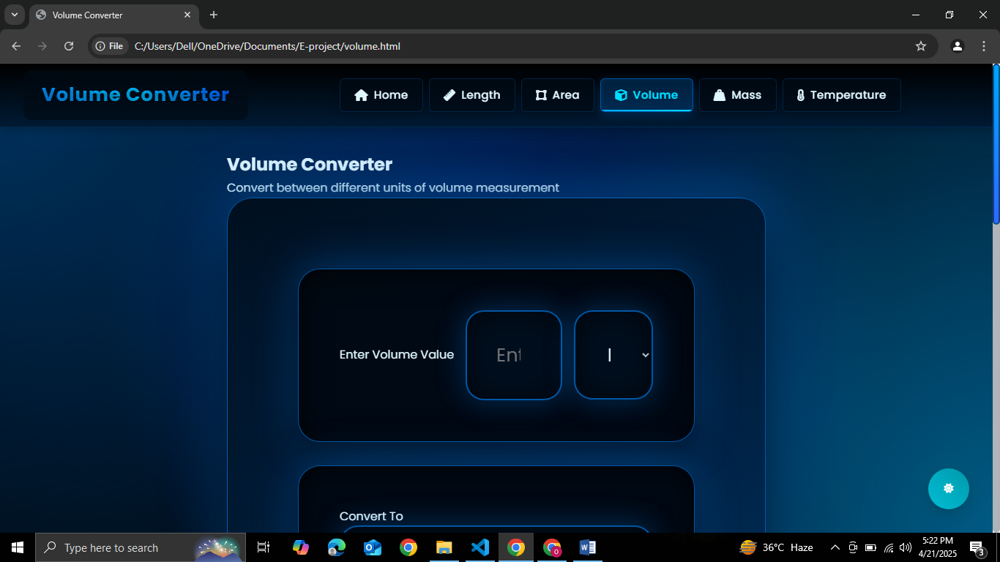 Volume Converter
File
C:/Users/Dell/OneDrive/Documents/E-project/volume.html
Volume Converter
Home
Length
Area
Volume
Mass
Temperature
Volume Converter
Convert between different units of volume measurement
Enter Volume Value
Ent
Convert To
Type here to search
36°C Haze
5:22 PM
4/21/2025
3